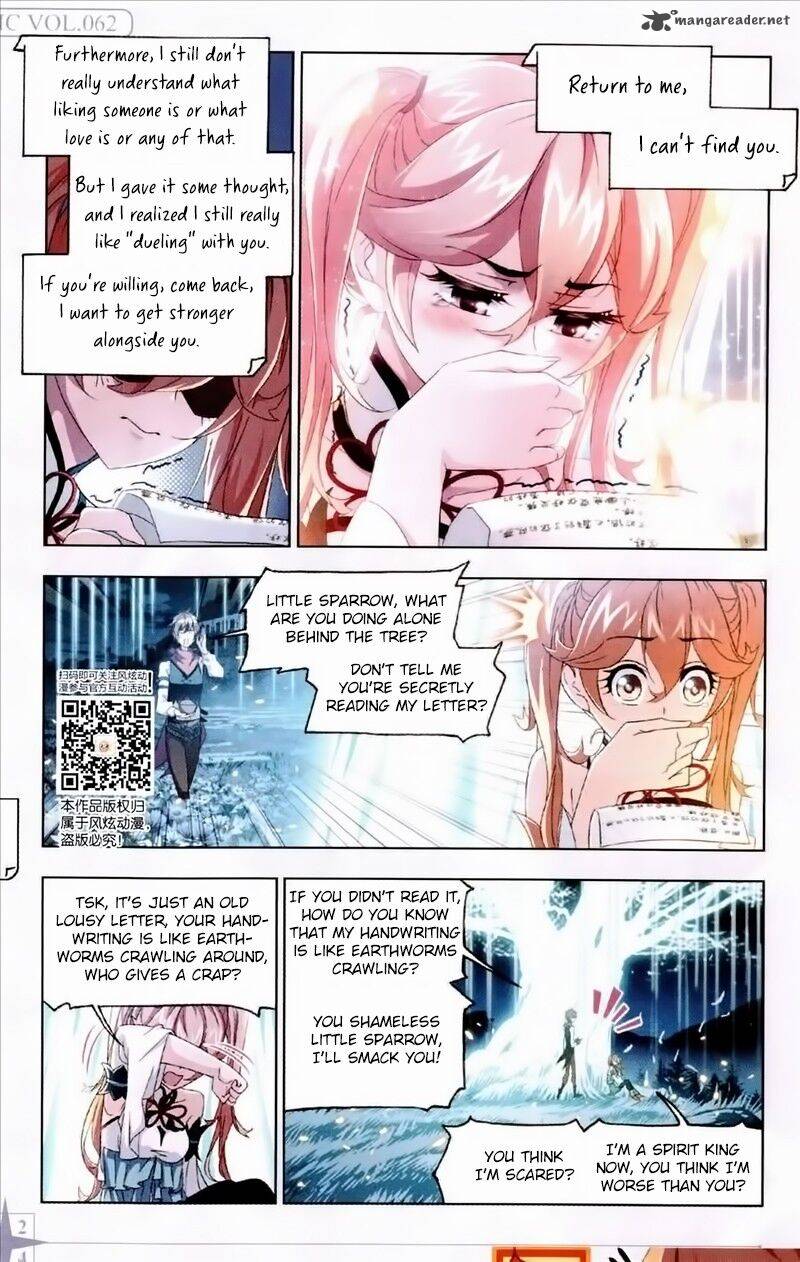 IC VOL.062
mangareader.net
Furthermore, I still don't
really understand what
liking someone is or what
love is or any of that.
But I gave it some thought,
and I realized I still really
like "dueling" with you.
If you're willing, come back,
I want to get stronger
alongside you.
Return to me,
I can't find you.
LITTLE SPARROW, WHAT
ARE YOU DOING ALONE
BEHIND THE TREE?
DON'T TELL ME
YOU'RE SECRETLY
READING MY LETTER?
扫码即可关注风炫动
漫参与官方互动活动
本作品版权归
属于风炫动漫,
盗版必究!
TSK, IT'S JUST AN OLD
LOUSY LETTER, YOUR HAND-
WRITING IS LIKE EARTH-
WORMS CRAWLING AROUND,
WHO GIVES A CRAP?
IF YOU DIDN'T READ IT,
HOW DO YOU KNOW
THAT MY HANDWRITING
IS LIKE EARTHWORMS
CRAWLING?
YOU SHAMELESS
LITTLE SPARROW,
I'LL SMACK YOU!
YOU THINK
I'M SCARED?
I'M A SPIRIT KING
NOW, YOU THINK I'M
WORSE THAN YOU?
2
4